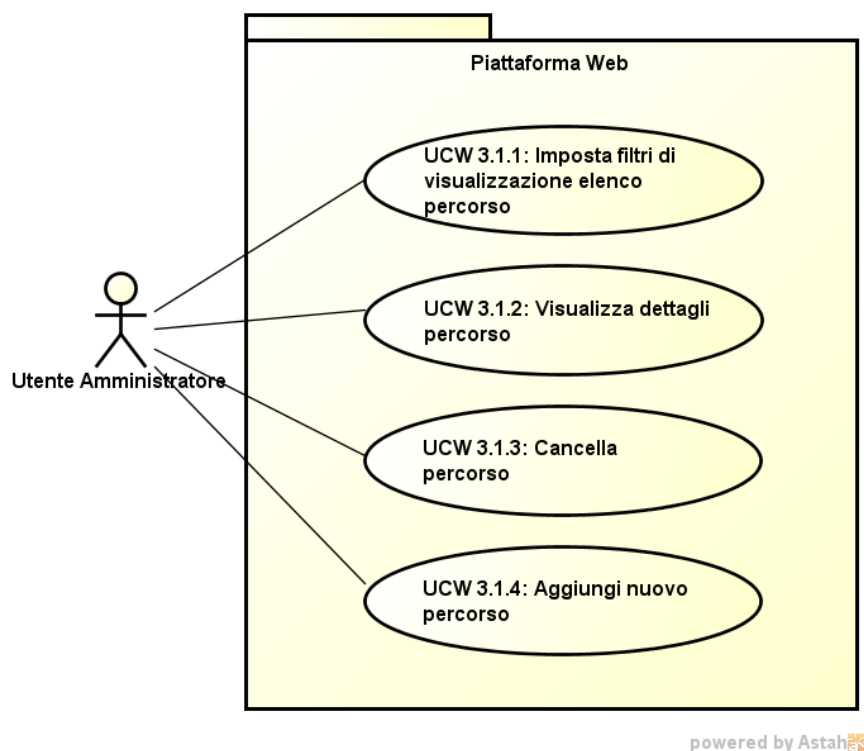 Piattaforma Web
UCW 3.1.1: Imposta filtri di
visualizzazione elenco
percorso
UCW 3.1.2: Visualizza dettagli
percorso
Utente Amministratore
UCW 3.1.3: Cancella
percorso
UCW 3.1.4: Aggiungi nuovo
percorso
powered by Astah